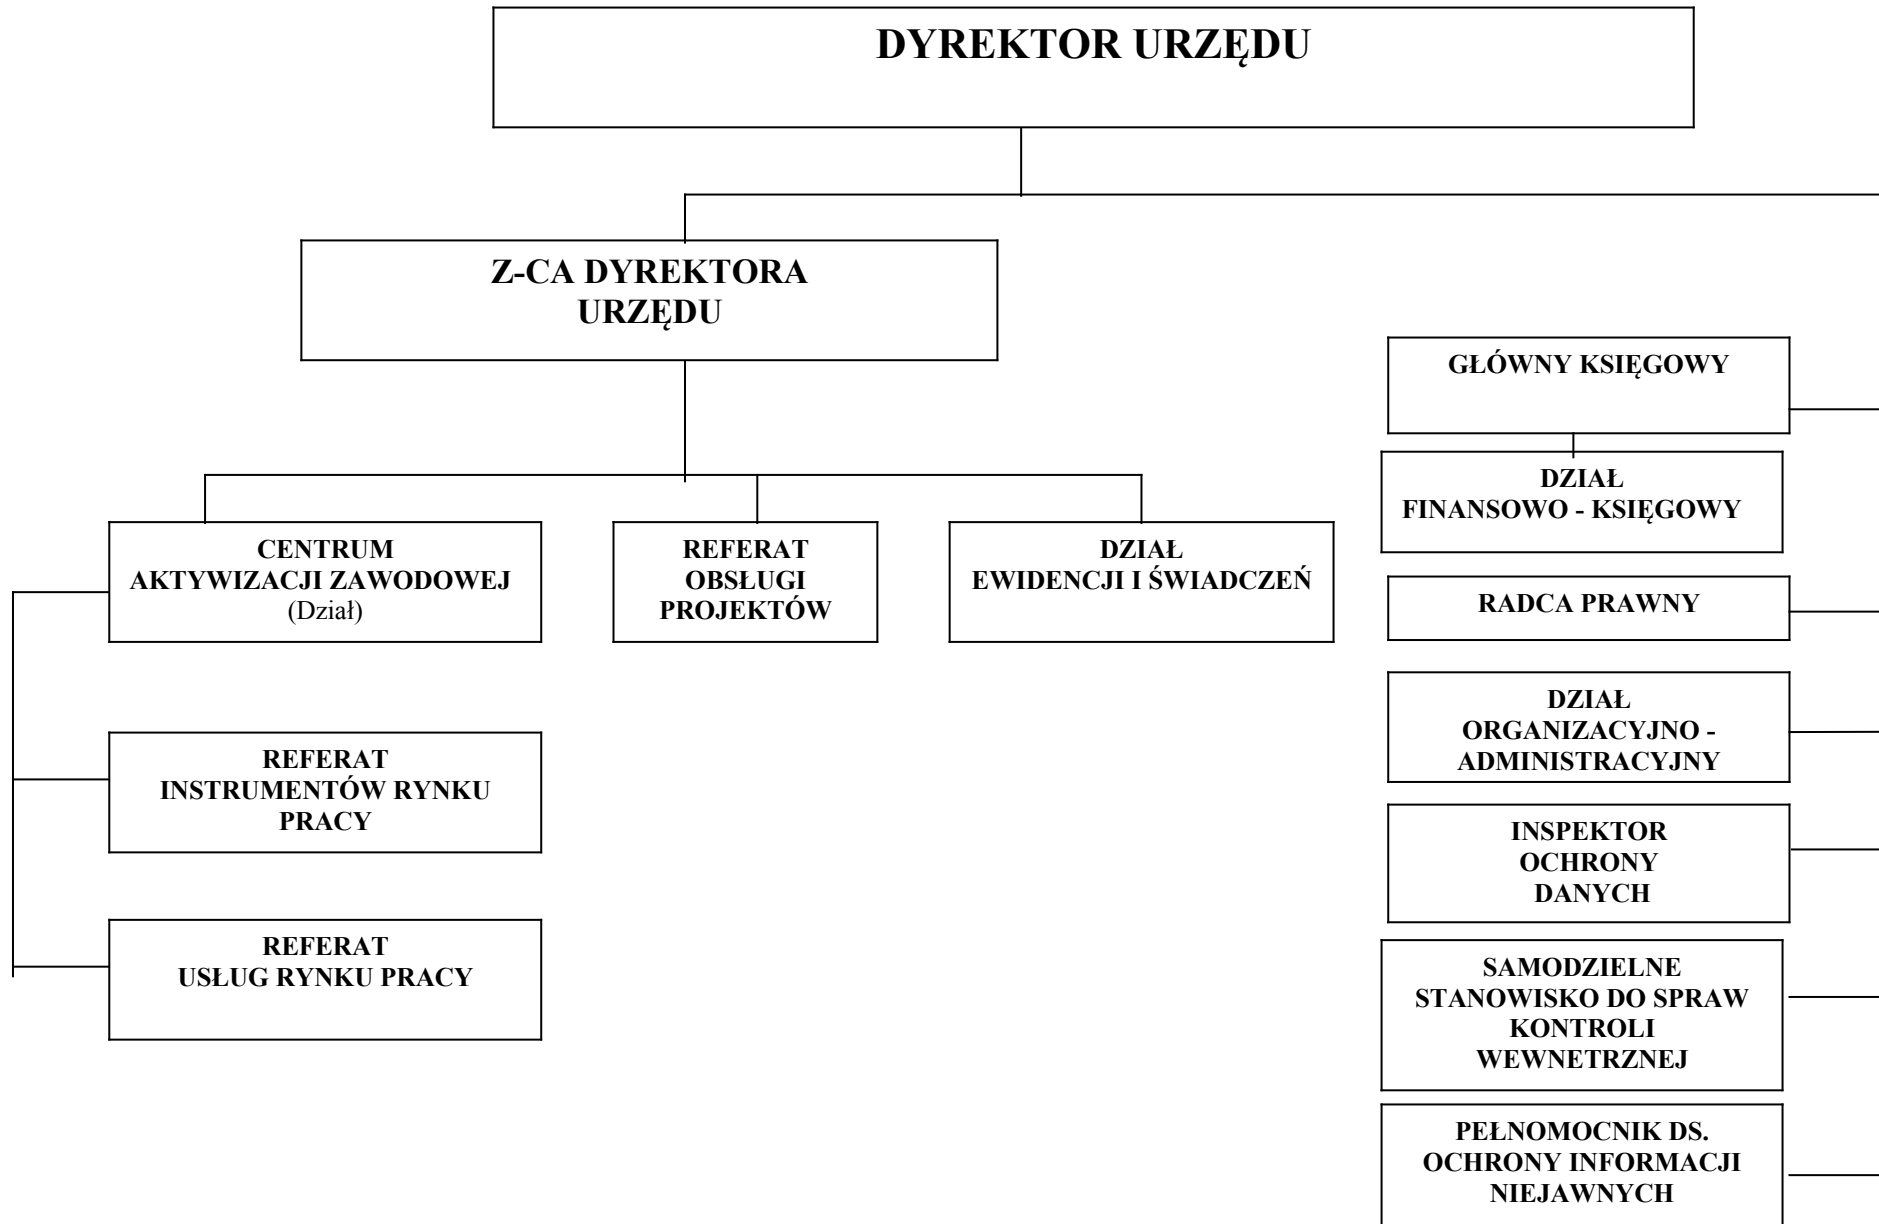 DYREKTOR URZĘDU
Z-CA DYREKTORA
URZĘDU
GŁÓWNY KSIĘGOWY
DZIAŁ
FINANSOWO - KSIĘGOWY
CENTRUM
AKTYWIZACJI ZAWODOWEJ
(Dział)
REFERAT
OBSŁUGI
PROJEKTÓW
DZIAŁ
EWIDENCJI I ŚWIADCZEŃ
RADCA PRAWNY
DZIAŁ
ORGANIZACYJNO -
ADMINISTRACYJNY
REFERAT
INSTRUMENTÓW RYNKU
PRACY
INSPEKTOR
OCHRONY
DANYCH
REFERAT
USŁUG RYNKU PRACY
SAMODZIELNE
STANOWISKO DO SPRAW
KONTROLI
WEWNETRZNEJ
PEŁNOMOCNIK DS.
OCHRONY INFORMACJI
NIEJAWNYCH